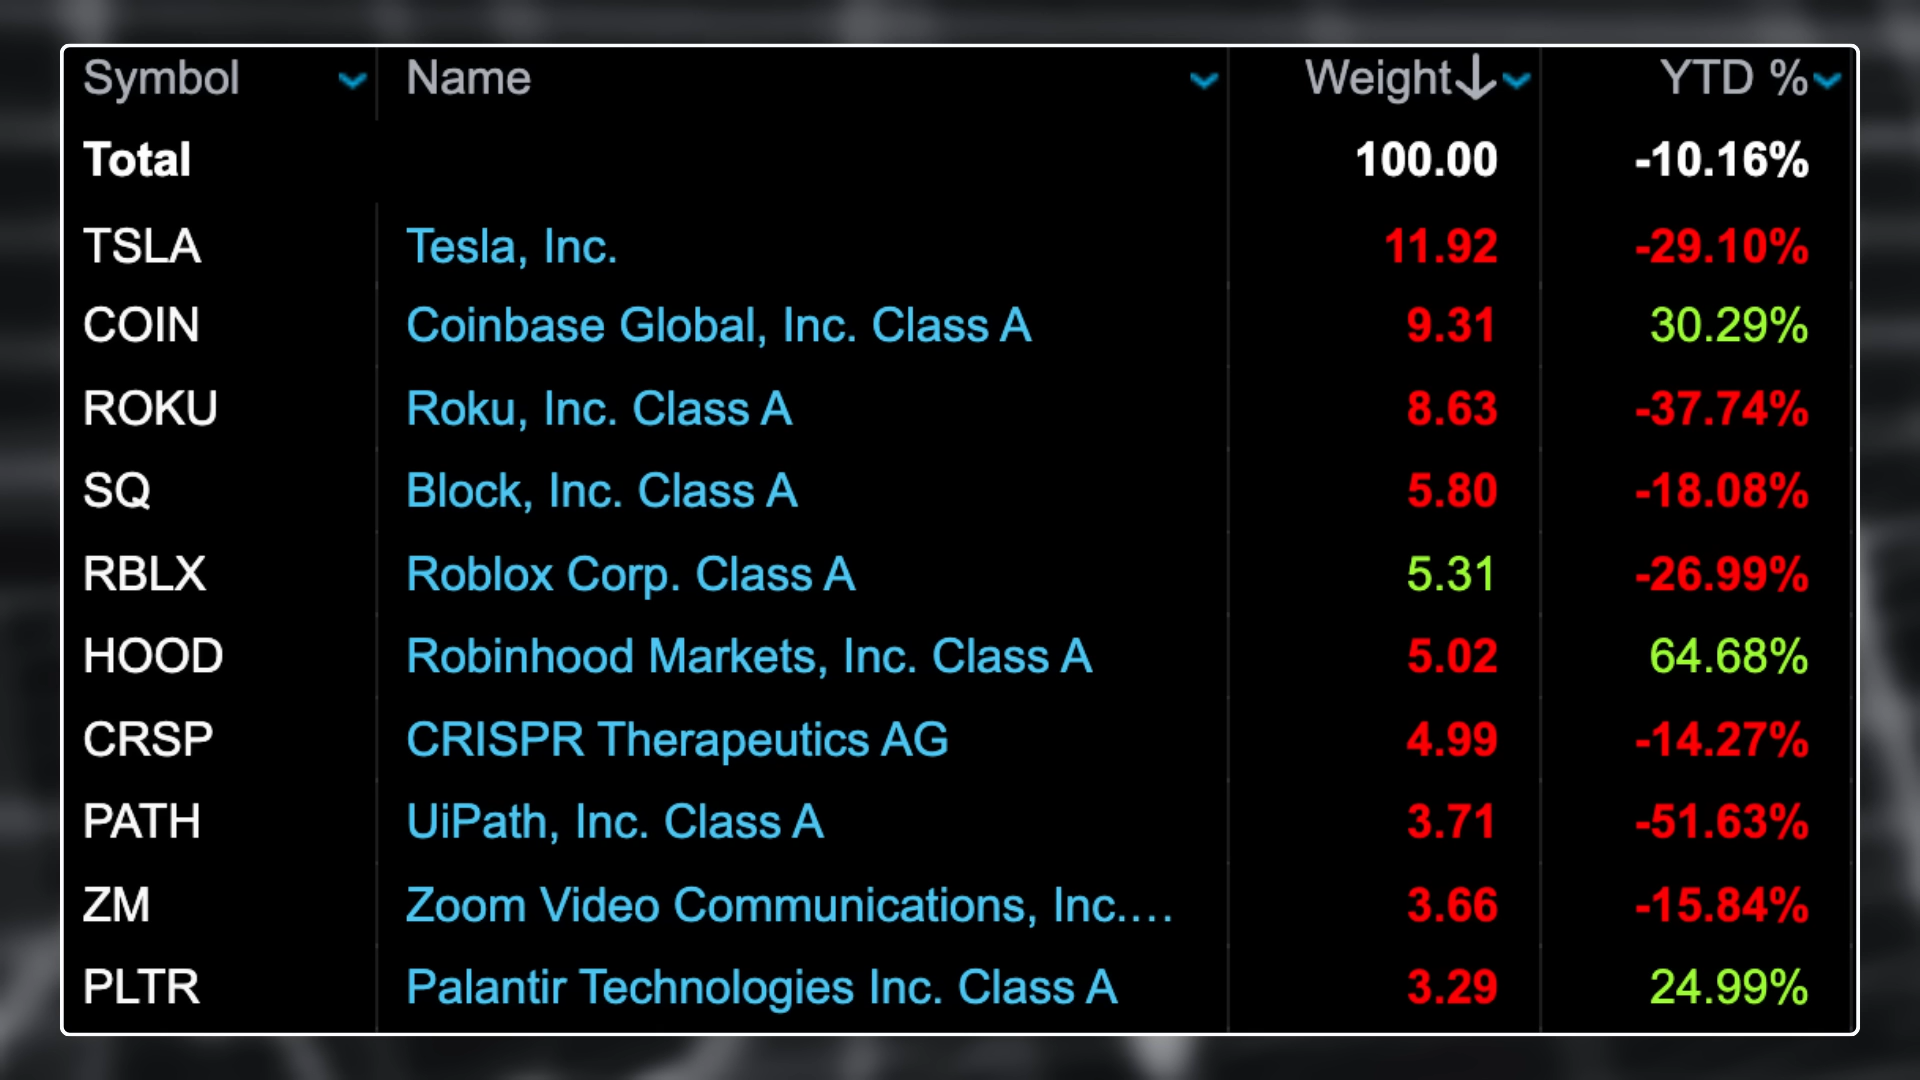 Symbol Name Weight↓ YTD %
Total 100.00 -10.16%
TSLA Tesla, Inc. 11.92 -29.10%
COIN Coinbase Global, Inc. Class A 9.31 30.29%
ROKU Roku, Inc. Class A 8.63 -37.74%
SQ Block, Inc. Class A 5.80 -18.08%
RBLX Roblox Corp. Class A 5.31 -26.99%
HOOD Robinhood Markets, Inc. Class A 5.02 64.68%
CRSP CRISPR Therapeutics AG 4.99 -14.27%
PATH UiPath, Inc. Class A 3.71 -51.63%
ZM Zoom Video Communications, Inc.... 3.66 -15.84%
PLTR Palantir Technologies Inc. Class A 3.29 24.99%